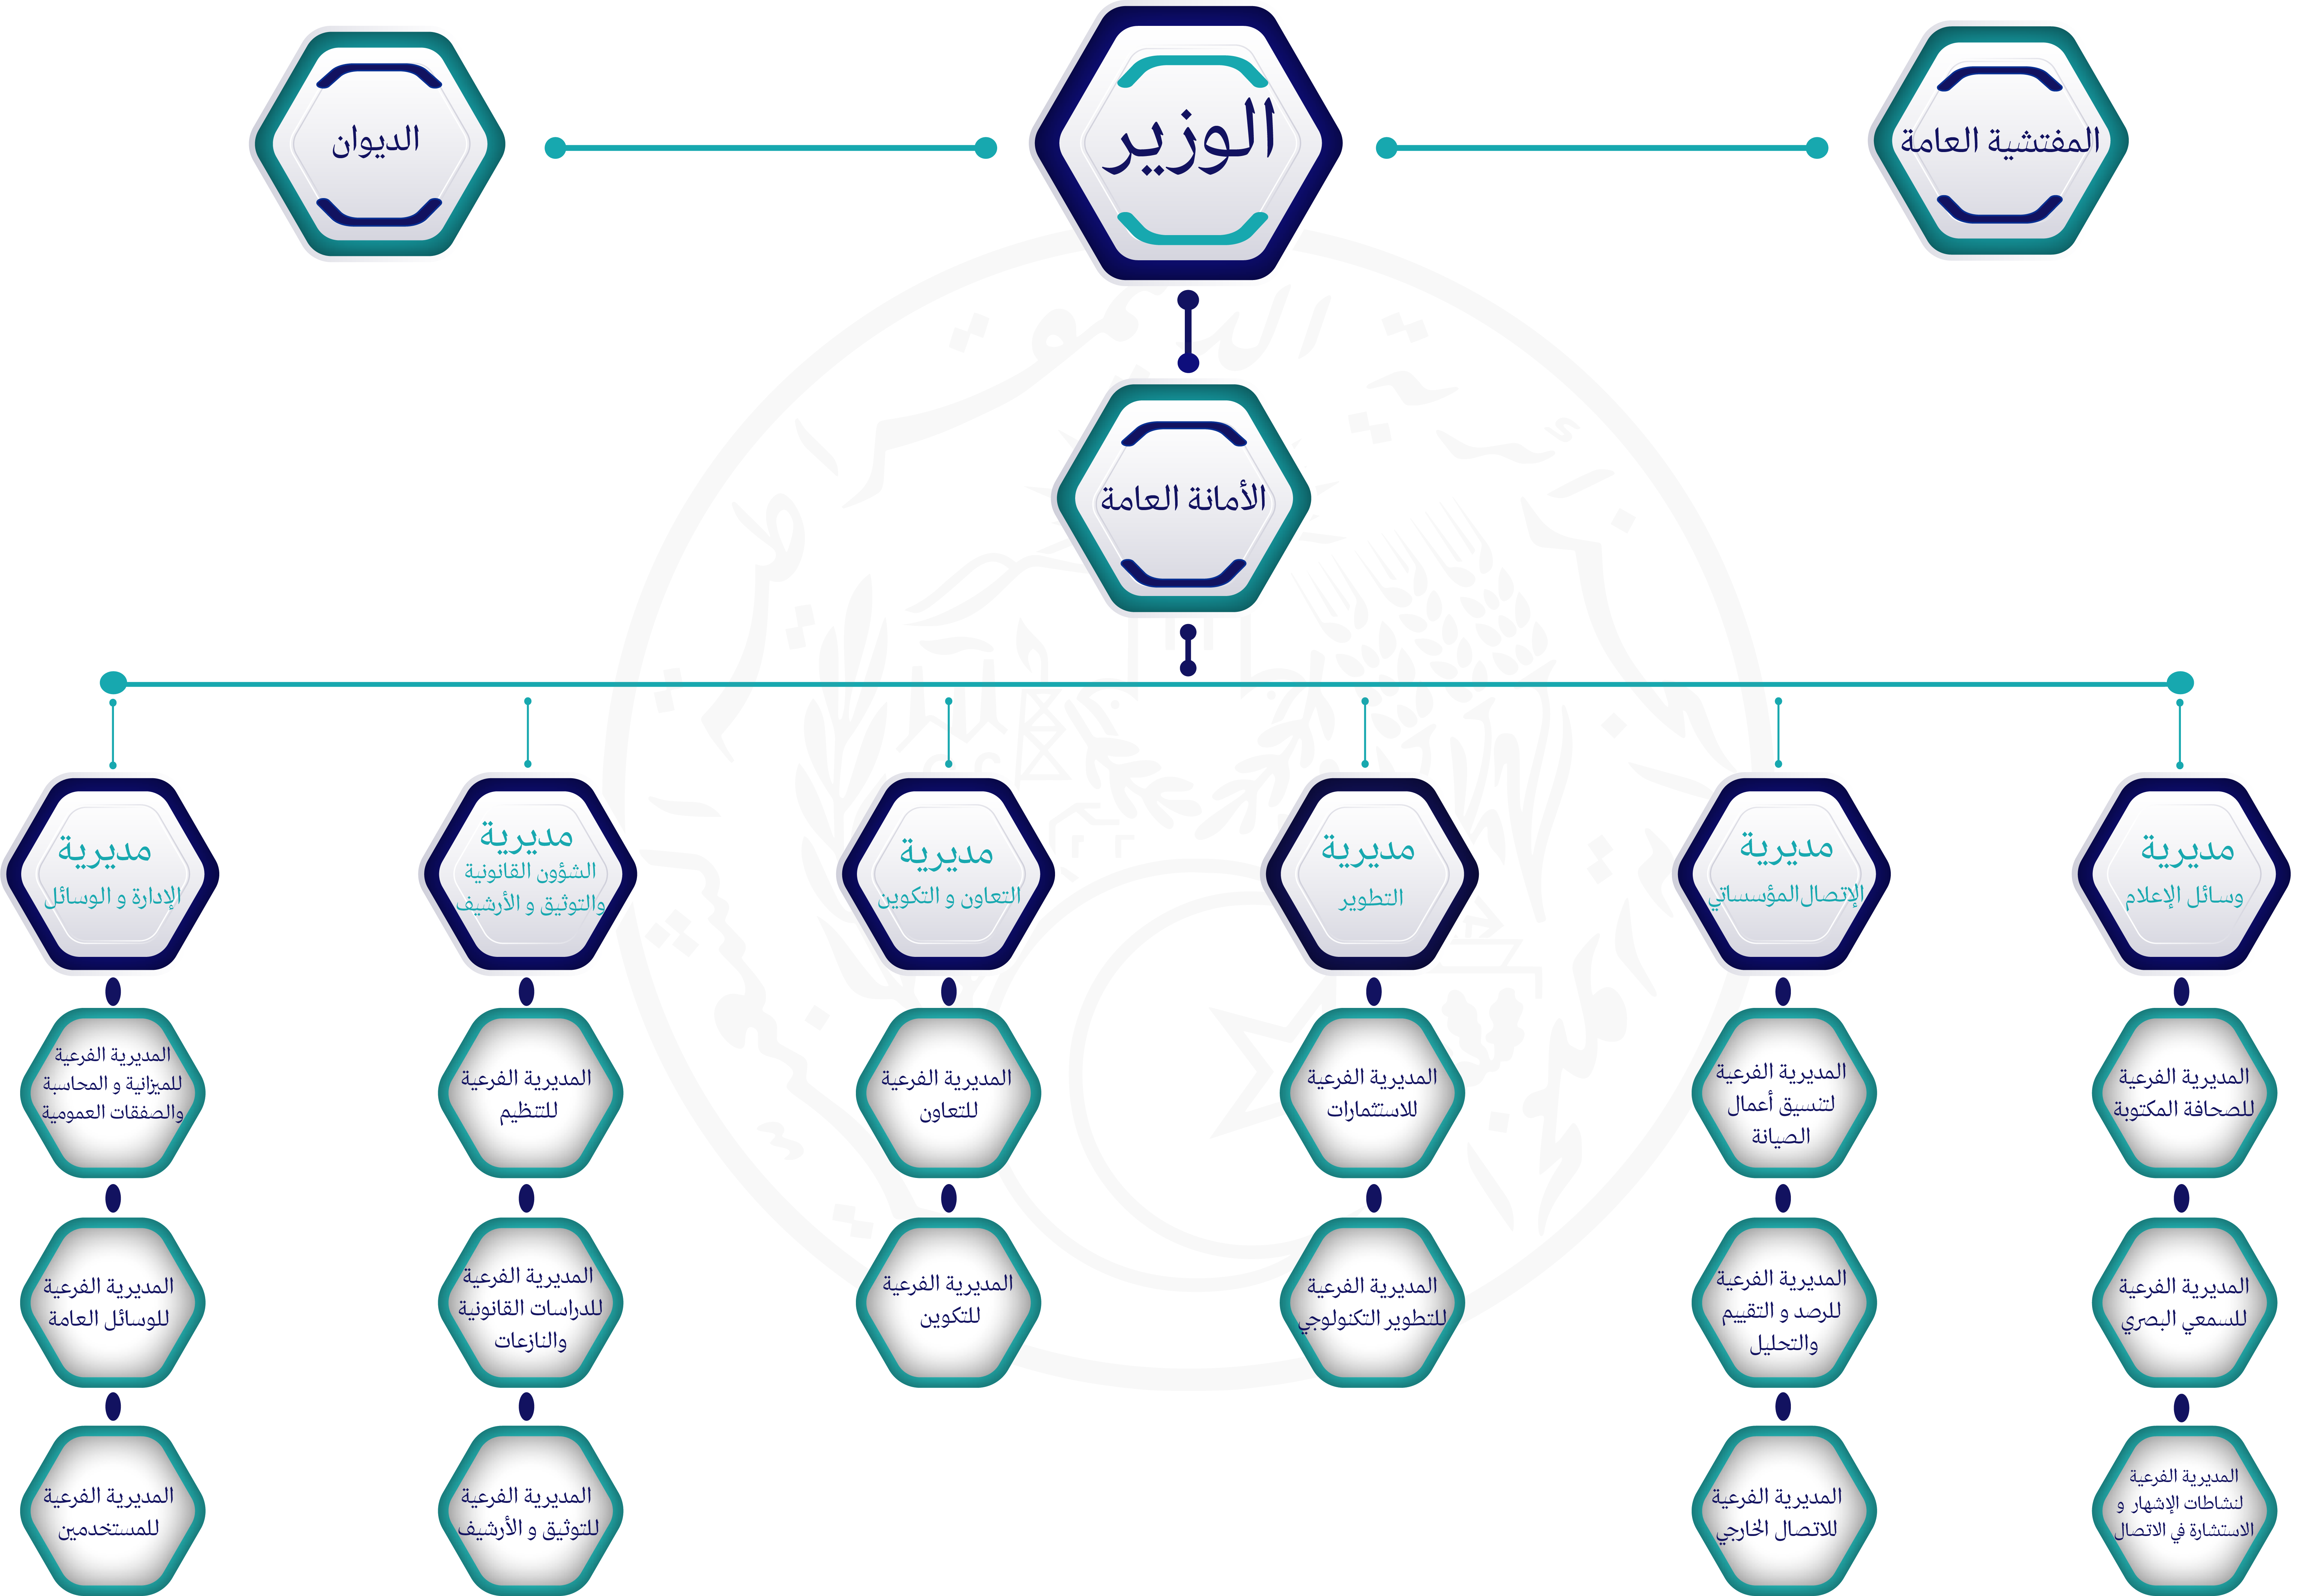 المفتشية العامة
الوزير
الديوان
الأمانة العامة
مديرية
وسائل الإعلام
مديرية
الإتصال المؤسساتي
مديرية
التطوير
مديرية
التعاون و التكوين
مديرية
الشؤون القانونية
والتوثيق و الأرشيف
مديرية
الإدارة و الوسائل
المديرية الفرعية
للصحافة المكتوبة
المديرية الفرعية
لتنسيق أعمال
الصيانة
المديرية الفرعية
للاستثمارات
المديرية الفرعية
للتعاون
المديرية الفرعية
للتنظيم
المديرية الفرعية
للميزانية و المحاسبة
والصفقات العمومية
المديرية الفرعية
للسمعي البصري
المديرية الفرعية
للرصد و التقييم
والتحليل
المديرية الفرعية
للتطوير التكنولوجي
المديرية الفرعية
للتكوين
المديرية الفرعية
للدراسات القانونية
والنازعات
المديرية الفرعية
للوسائل العامة
المديرية الفرعية
لنشاطات الإشهار و
الاستشارة في الاتصال
المديرية الفرعية
للاتصال الخارجي
المديرية الفرعية
للتوثيق و الأرشيف
المديرية الفرعية
للمستخدمين